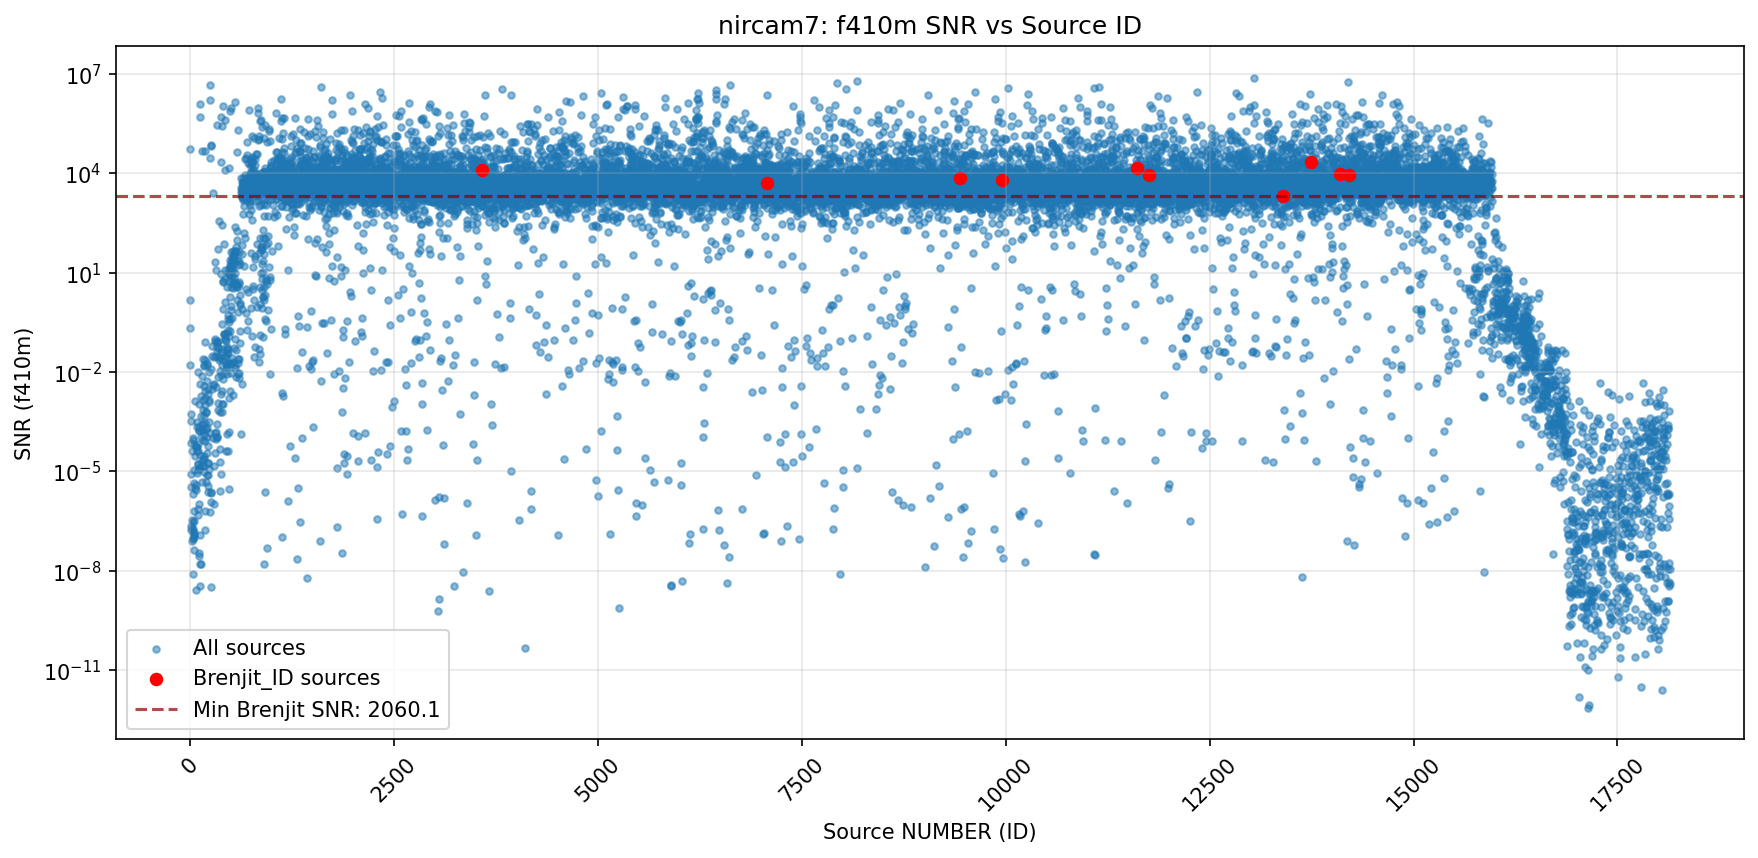 nircam7: f410m SNR vs Source ID
SNR (f410m)
10^7
10^4
10^1
10^−2
10^−5
10^−8
10^−11
All sources
Brenjit_ID sources
Min Brenjit SNR: 2060.1
0
2500
5000
7500
10000
12500
15000
17500
Source NUMBER (ID)